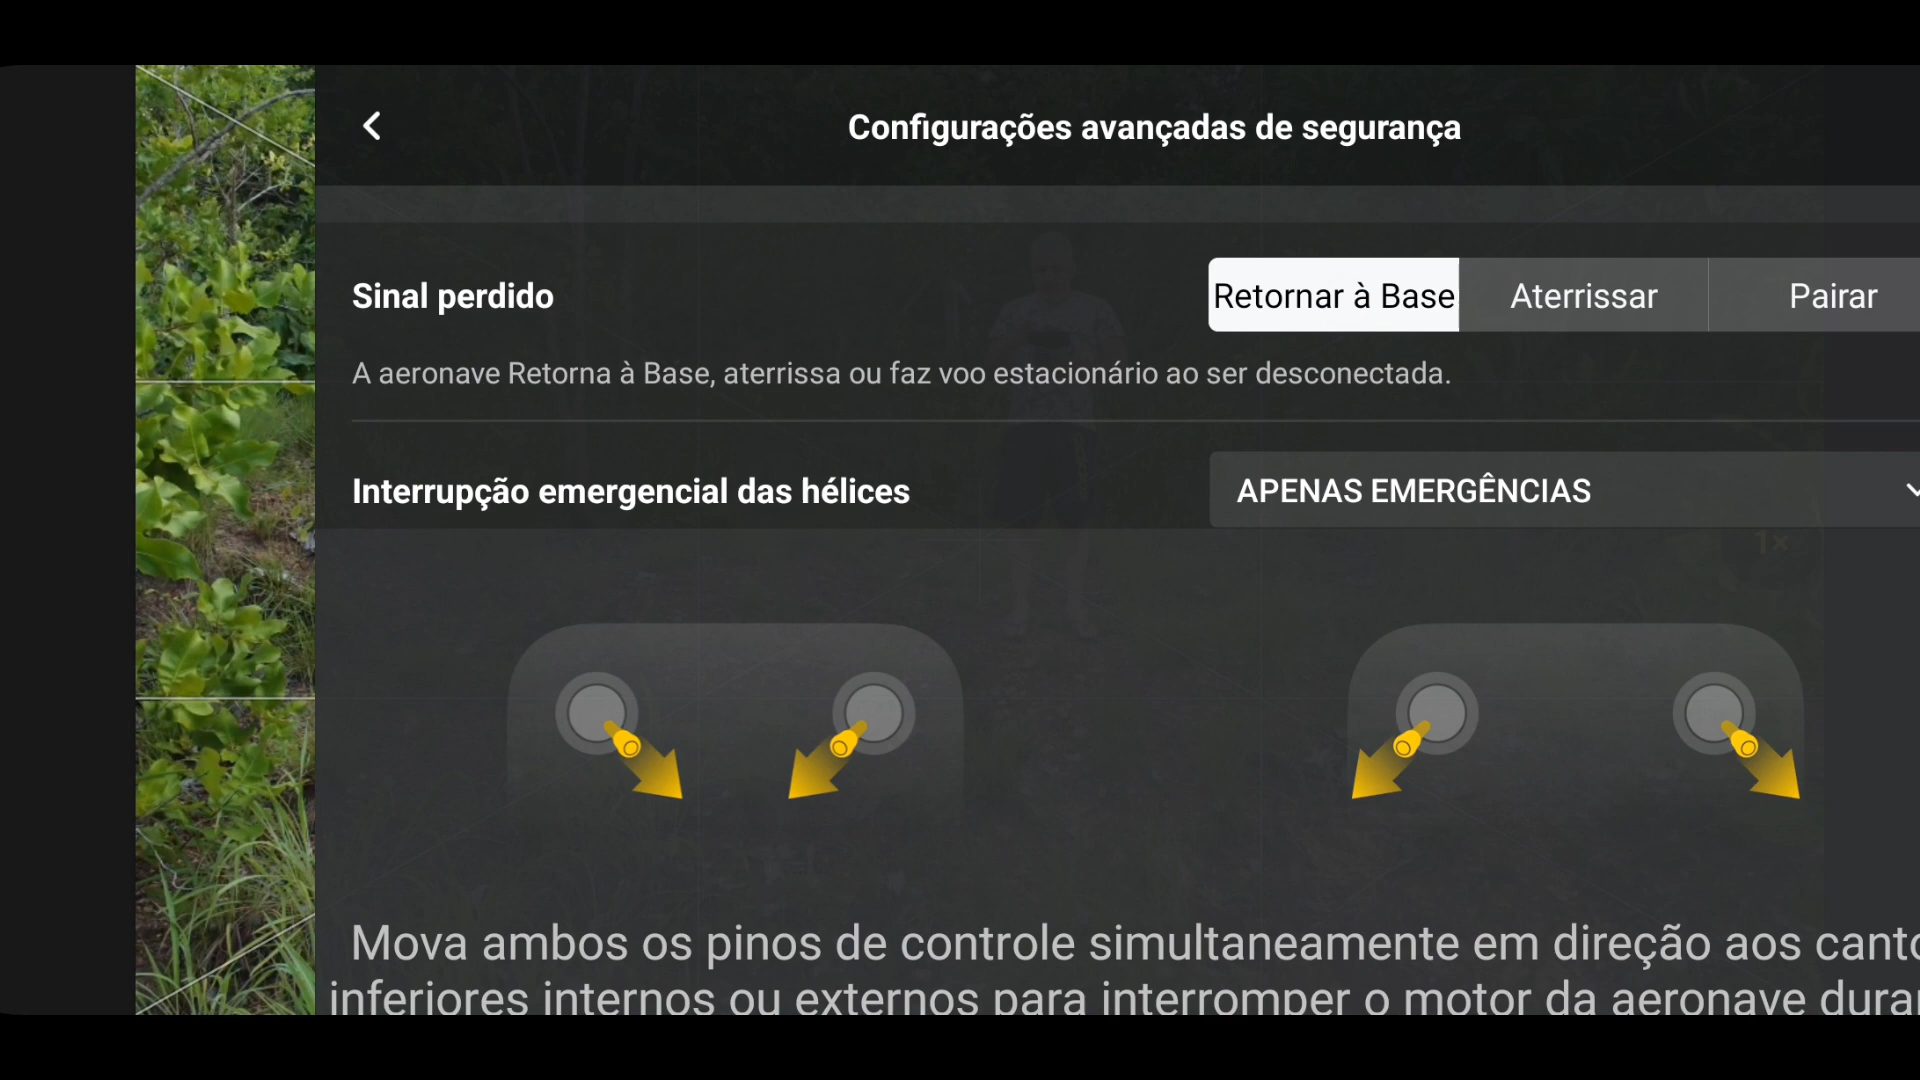 Configurações avançadas de segurança
Sinal perdido
Retornar à Base
Aterrissar
Pairar
A aeronave Retorna à Base, aterrissa ou faz voo estacionário ao ser desconectada.
Interrupção emergencial das hélices
APENAS EMERGÊNCIAS
1×
Mova ambos os pinos de controle simultaneamente em direção aos
inferiores internos ou externos para interromper o motor da aeronave